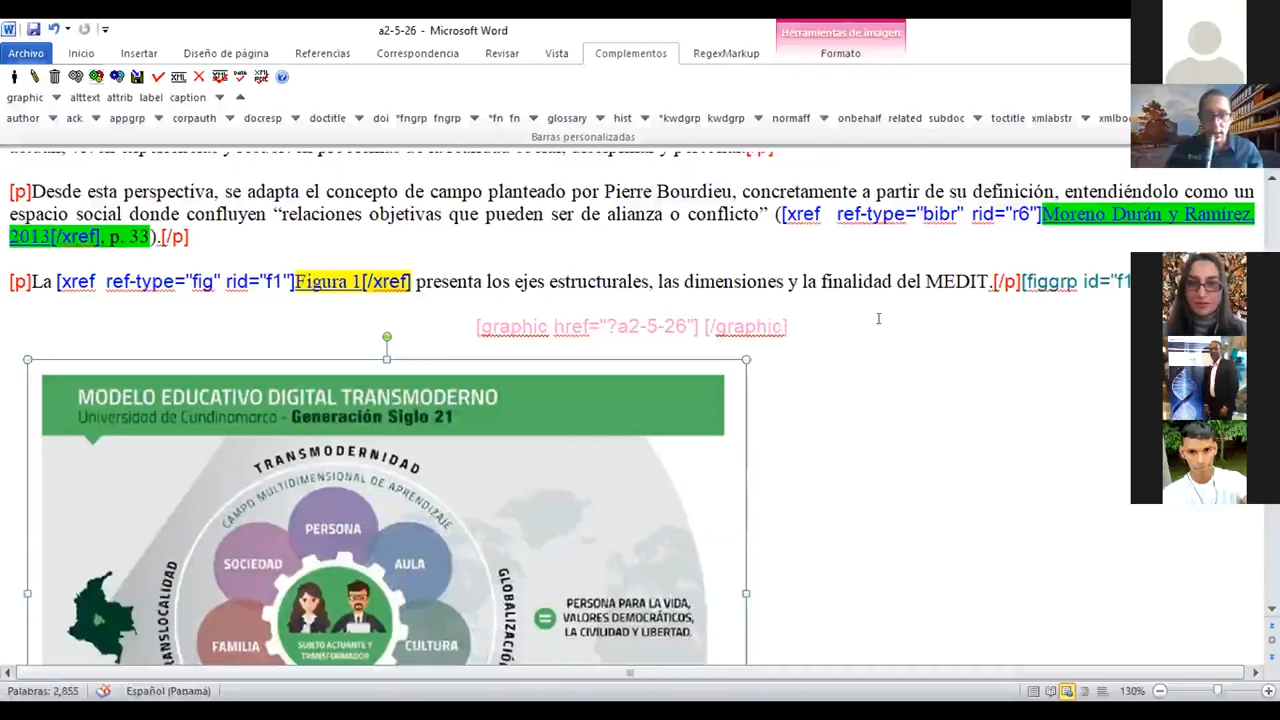 a2-5-26 - Microsoft Word
Herramientas de imagen
Archivo Inicio Insertar Diseño de página Referencias Correspondencia Revisar Vista Complementos RegexMarkup Formato
graphic alttext attrib label caption
author ack appgrp corpauth docresp doctitle doi *fngrp fngrp *fn fn glossary hist *kwdgrp kwdgrp normaff onbehalf related subdoc toctitle xmlabstr xmlbo
Barras personalizadas
[p]Desde esta perspectiva, se adapta el concepto de campo planteado por Pierre Bourdieu, concretamente a partir de su definición, entendiéndolo como un
espacio social donde confluyen “relaciones objetivas que pueden ser de alianza o conflicto” ([xref ref-type="bibr" rid="r6"]Moreno Durán y Ramírez,
2013[/xref], p. 33).[/p]
[p]La [xref ref-type="fig" rid="f1"]Figura 1[/xref] presenta los ejes estructurales, las dimensiones y la finalidad del MEDIT.[/p][figgrp id="f1
[graphic href="?a2-5-26"] [/graphic]
MODELO EDUCATIVO DIGITAL TRANSMODERNO
Universidad de Cundinamarca - Generación Siglo 21
TRANSMODERNIDAD
CAMPO MULTIDIMENSIONAL DE APRENDIZAJE
PERSONA
SOCIEDAD
AULA
TRANSLOCALIDAD
GLOBALIZACIÓN
PERSONA PARA LA VIDA,
VALORES DEMOCRÁTICOS,
LA CIVILIDAD Y LIBERTAD.
FAMILIA
SUJETO ACTUANTE Y
TRANSFORMADOR
CULTURA
Palabras: 2,855 Español (Panamá) 130%